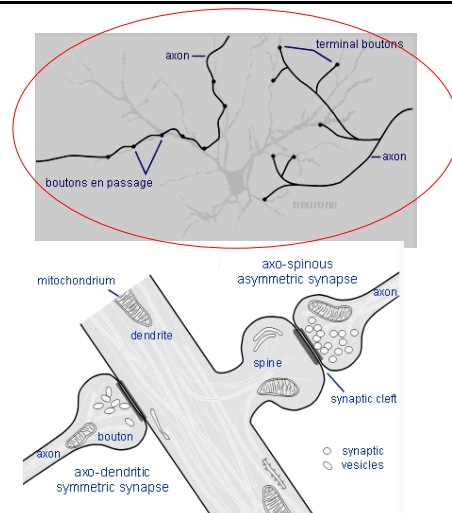 terminal boutons
axon
axon
boutons en passage
neurone
axo-spinous
asymmetric synapse
mitochondrium
axon
dendrite
spine
synaptic cleft
bouton
axon
synaptic
vesicles
axo-dendritic
symmetric synapse